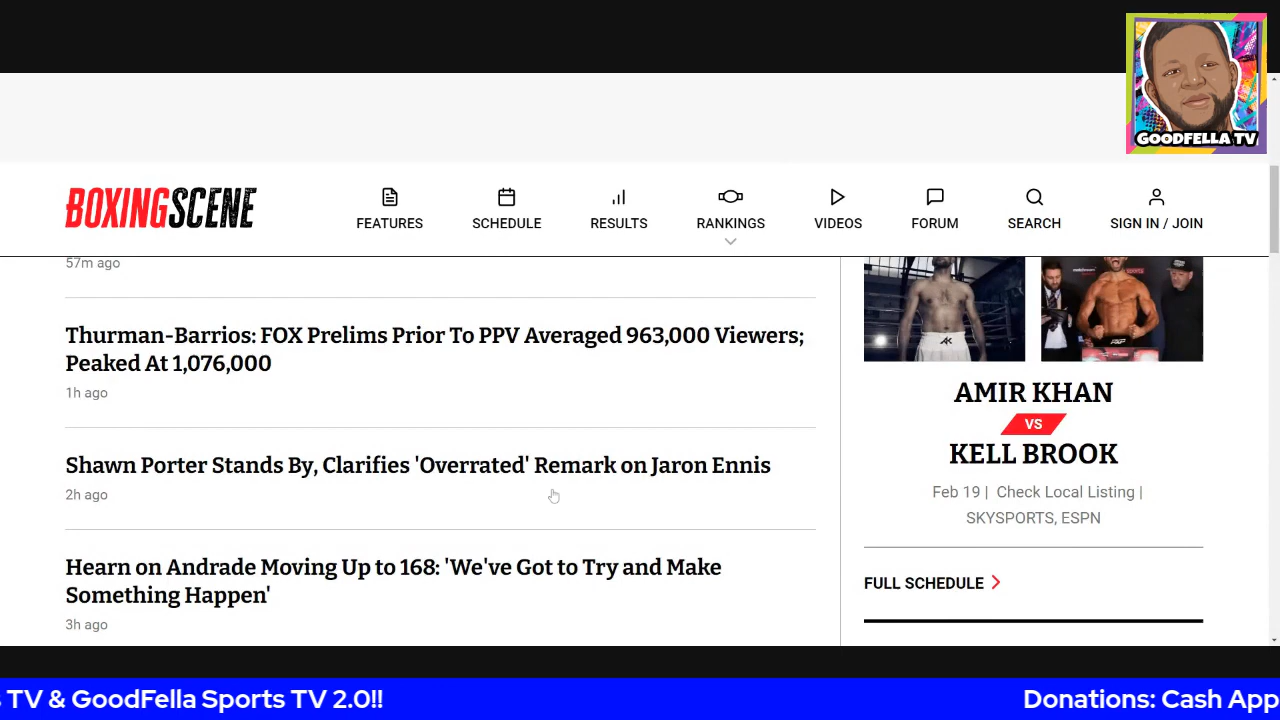 GOODFELLA TV
BOXINGSCENE
FEATURES
SCHEDULE
RESULTS
RANKINGS
VIDEOS
FORUM
SEARCH
SIGN IN / JOIN
57m ago
Thurman-Barrios: FOX Prelims Prior To PPV Averaged 963,000 Viewers;
Peaked At 1,076,000
1h ago
Shawn Porter Stands By, Clarifies 'Overrated' Remark on Jaron Ennis
2h ago
Hearn on Andrade Moving Up to 168: 'We've Got to Try and Make
Something Happen'
3h ago
AK
AMIR KHAN
VS
KELL BROOK
Feb 19 | Check Local Listing |
SKYSPORTS, ESPN
FULL SCHEDULE
TV & GoodFella Sports TV 2.0!!
Donations: Cash App